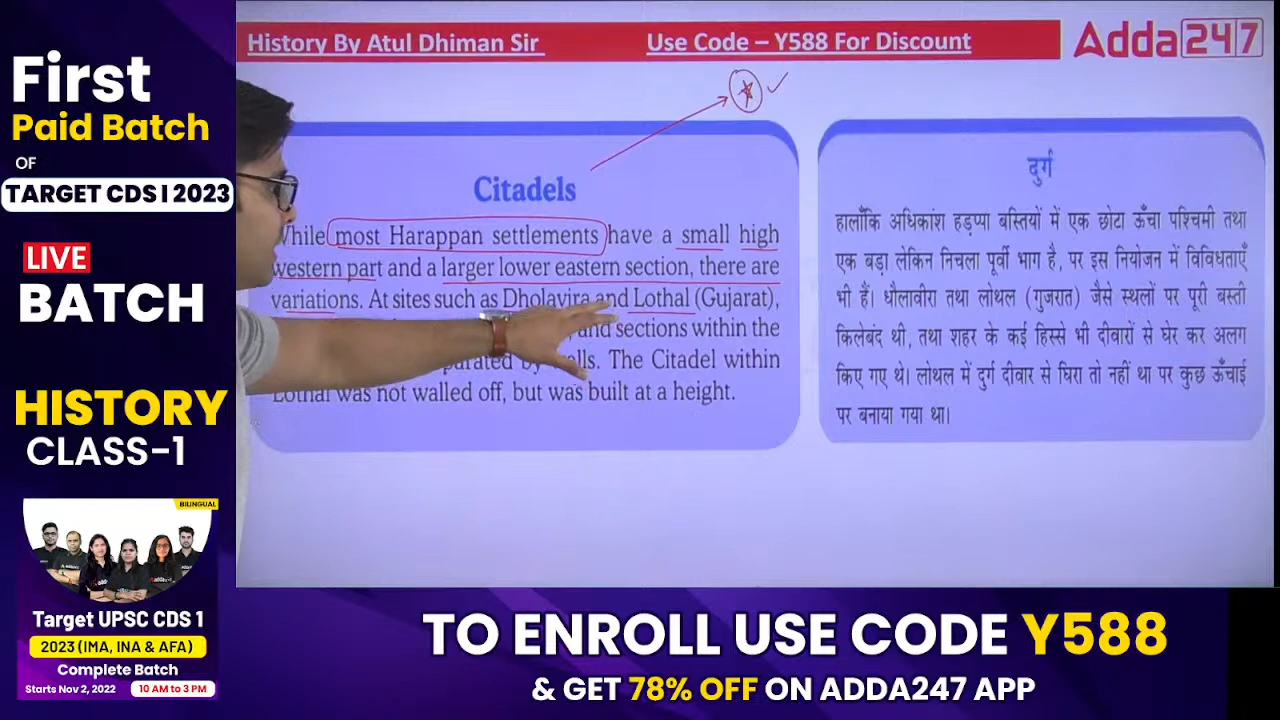 First
Paid Batch
OF
TARGET CDS I 2023
LIVE
BATCH
HISTORY
CLASS-1
BILINGUAL
Target UPSC CDS 1
2023 (IMA, INA & AFA)
Complete Batch
Starts Nov 2, 2022 10 AM to 3 PM
History By Atul Dhiman Sir Use Code – Y588 For Discount
Adda247
Citadels
While most Harappan settlements have a small high
western part and a larger lower eastern section, there are
variations. At sites such as Dholavira and Lothal (Gujarat),
and sections within the
walls. The Citadel within
Lothal was not walled off, but was built at a height.
दुर्ग
हालाँकि अधिकांश हड़प्पा बस्तियों में एक छोटा ऊँचा पश्चिमी तथा
एक बड़ा लेकिन निचला पूर्वी भाग है, पर इस नियोजन में विविधताएँ
भी हैं। धौलावीरा तथा लोथल (गुजरात) जैसे स्थलों पर पूरी बस्ती
किलेबंद थी, तथा शहर के कई हिस्से भी दीवारों से घेर कर अलग
किए गए थे। लोथल में दुर्ग दीवार से घिरा तो नहीं था पर कुछ ऊँचाई
पर बनाया गया था।
TO ENROLL USE CODE Y588
& GET 78% OFF ON ADDA247 APP